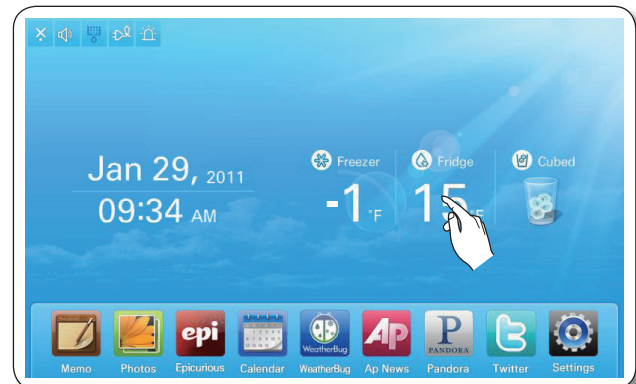 Freezer
Fridge
Cubed
Jan 29, 2011
09:34 AM
-1 °F
15 °F
epi
WeatherBug
AP
P
PANDORA
Memo
Photos
Epicurious
Calendar
WeatherBug
Ap News
Pandora
Twitter
Settings